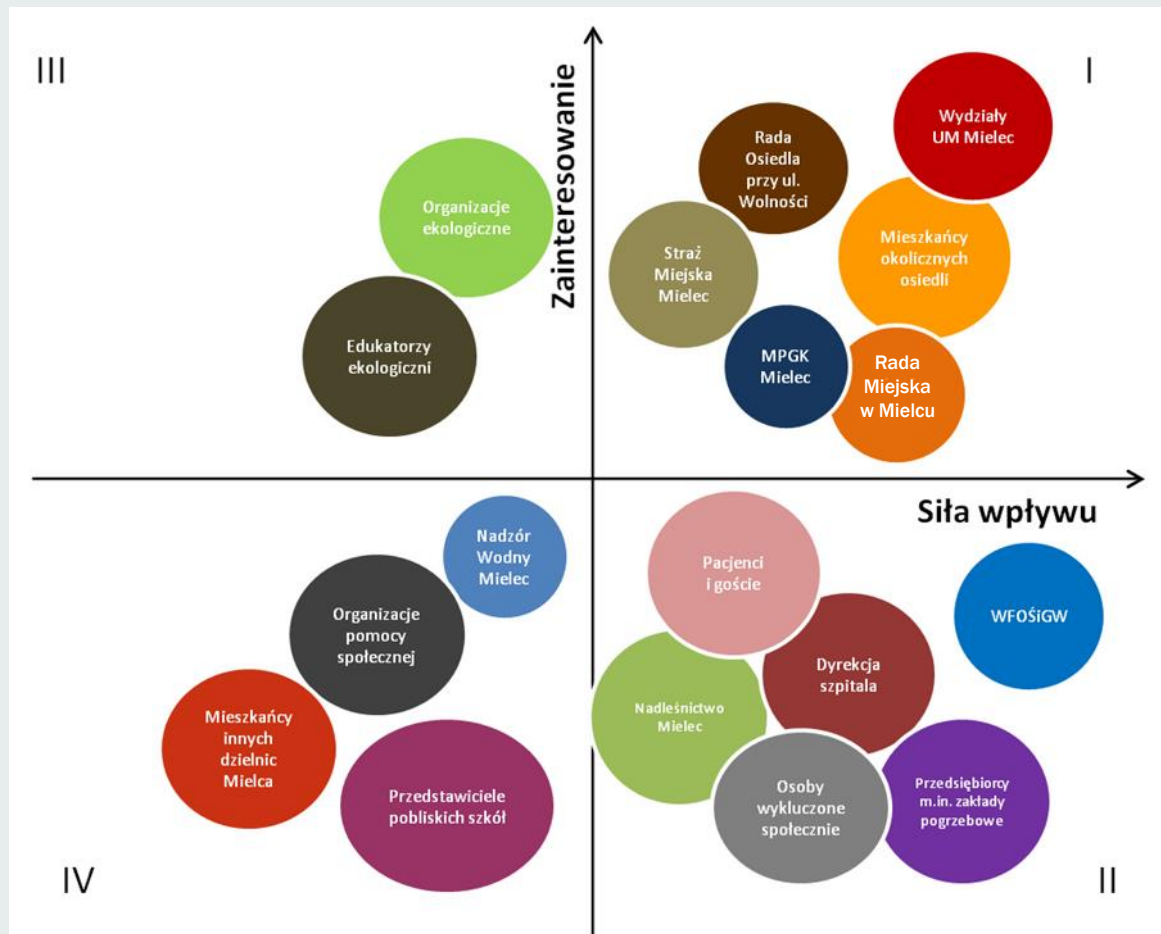 III
Zainteresowanie
I
Wydziały
UM Mielec
Rada
Osiedla
przy ul.
Wolności
Organizacje
ekologiczne
Mieszkańcy
okolicznych
osiedli
Straż
Miejska
Mielec
Edukatorzy
ekologiczni
MPGK
Mielec
Rada
Miejska
w Mielcu
Siła wpływu
Nadzór
Wodny
Mielec
Pacjenci
i goście
WFOŚiGW
Organizacje
pomocy
społecznej
Dyrekcja
szpitala
Nadleśnictwo
Mielec
Mieszkańcy
innych
dzielnic
Mielca
Przedstawiciele
pobliskich szkół
Osoby
wykluczone
społecznie
Przedsiębiorcy
m.in. zakłady
pogrzebowe
IV
II